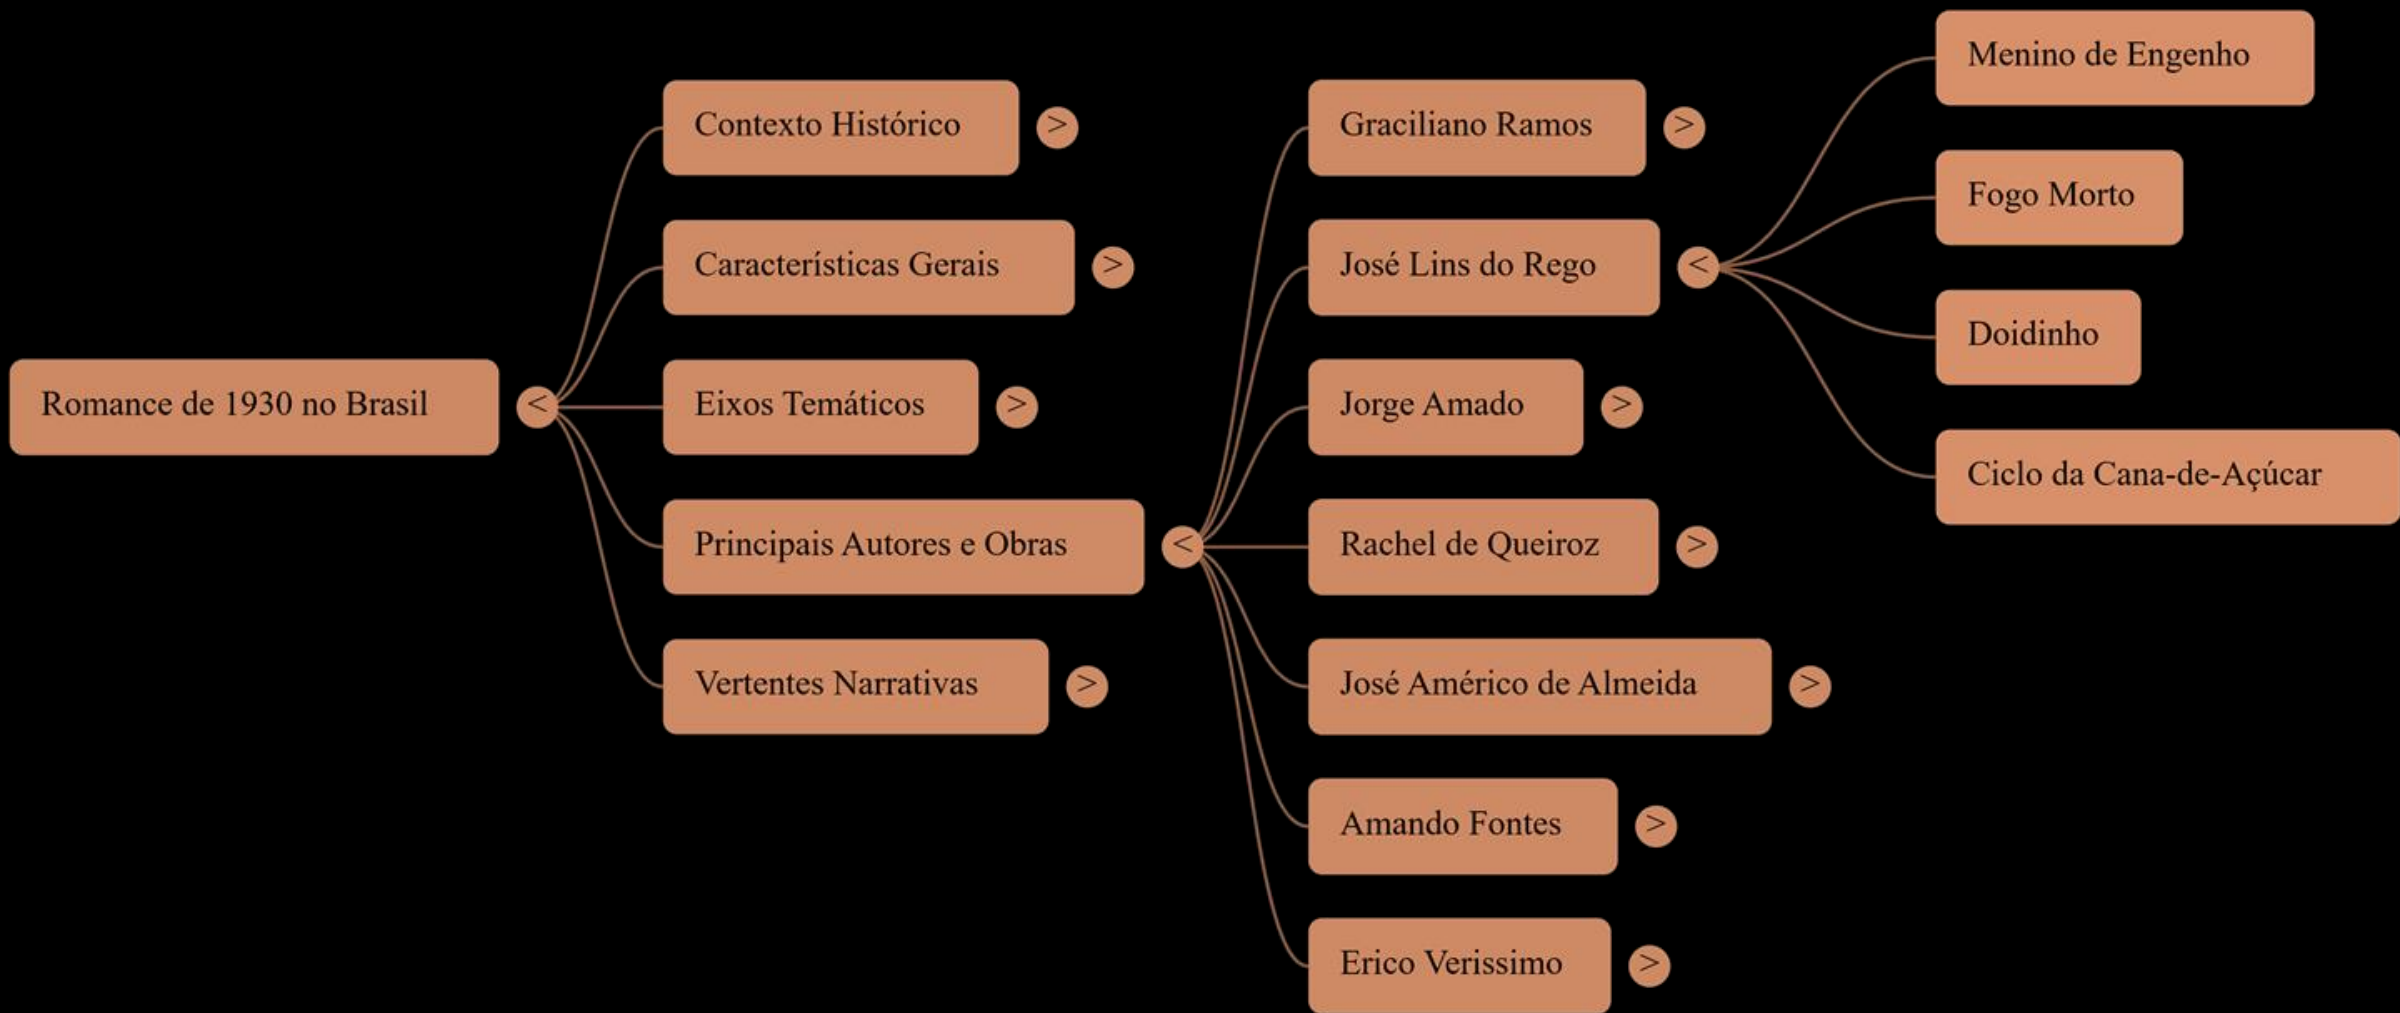 Romance de 1930 no Brasil
<
Contexto Histórico
>
Características Gerais
>
Eixos Temáticos
>
Principais Autores e Obras
<
Vertentes Narrativas
>
Graciliano Ramos
>
José Lins do Rego
<
Jorge Amado
>
Rachel de Queiroz
>
José Américo de Almeida
>
Amando Fontes
>
Erico Verissimo
>
Menino de Engenho
Fogo Morto
Doidinho
Ciclo da Cana-de-Açúcar